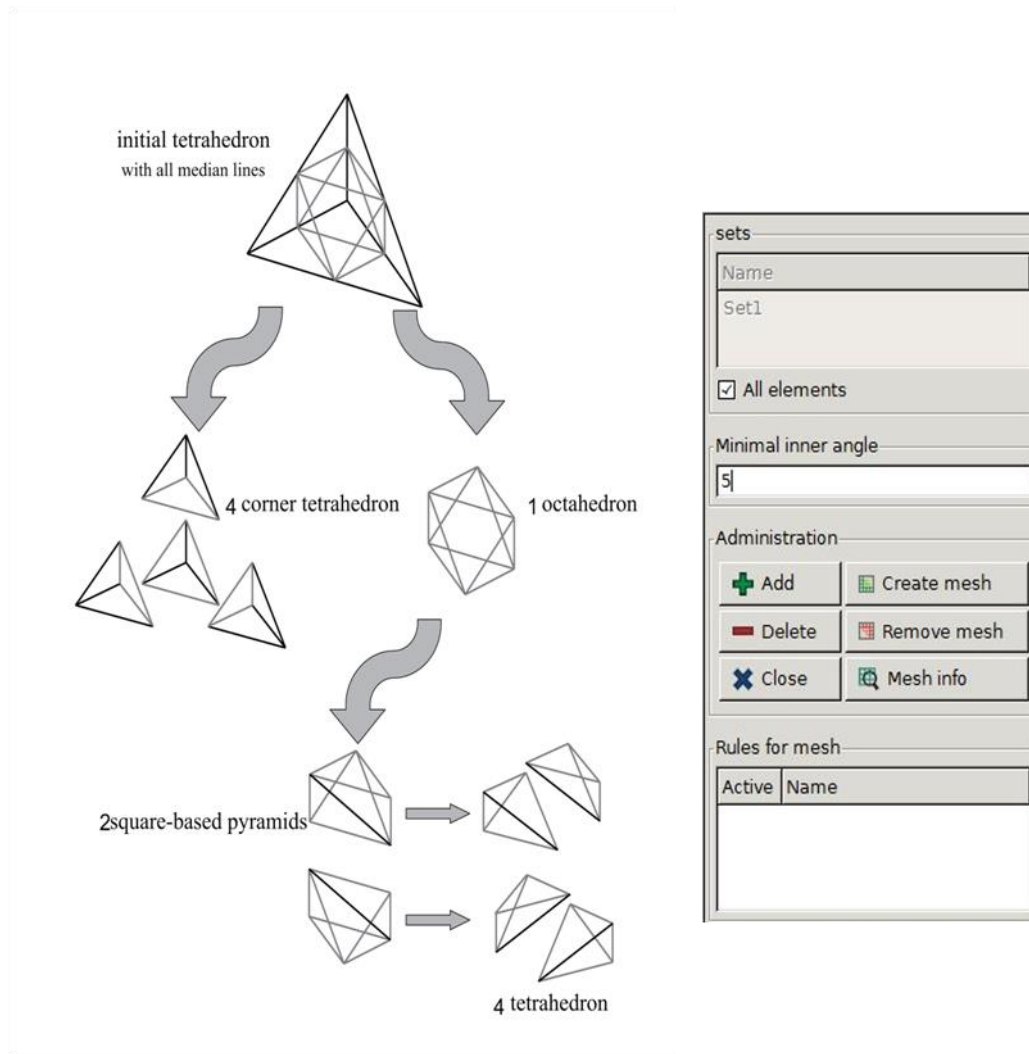 initial tetrahedron
with all median lines
4 corner tetrahedron
1 octahedron
2square-based pyramids
4 tetrahedron
sets
Name
Set1
All elements
Minimal inner angle
5
Administration
Add
Create mesh
Delete
Remove mesh
Close
Mesh info
Rules for mesh
Active Name